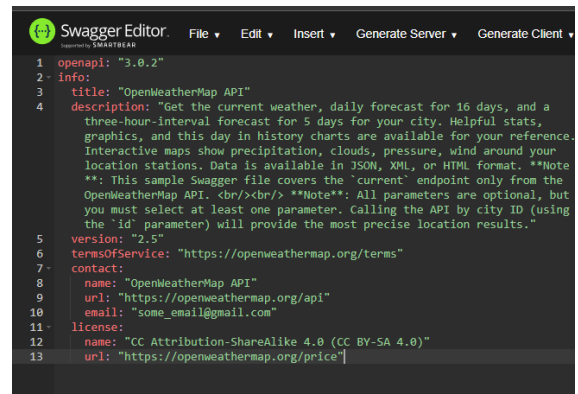 {··} Swagger Editor. File ▾ Edit ▾ Insert ▾ Generate Server ▾ Generate Client ▾
Supported by SMARTBEAR
1 openapi: "3.0.2"
2 info:
3 title: "OpenWeatherMap API"
4 description: "Get the current weather, daily forecast for 16 days, and a
three-hour-interval forecast for 5 days for your city. Helpful stats,
graphics, and this day in history charts are available for your reference.
Interactive maps show precipitation, clouds, pressure, wind around your
location stations. Data is available in JSON, XML, or HTML format. **Note
**: This sample Swagger file covers the `current` endpoint only from the
OpenWeatherMap API. <br/><br/> **Note**: All parameters are optional, but
you must select at least one parameter. Calling the API by city ID (using
the `id` parameter) will provide the most precise location results."
5 version: "2.5"
6 termsOfService: "https://openweathermap.org/terms"
7 contact:
8 name: "OpenWeatherMap API"
9 url: "https://openweathermap.org/api"
10 email: "some_email@gmail.com"
11 license:
12 name: "CC Attribution-ShareAlike 4.0 (CC BY-SA 4.0)"
13 url: "https://openweathermap.org/price"